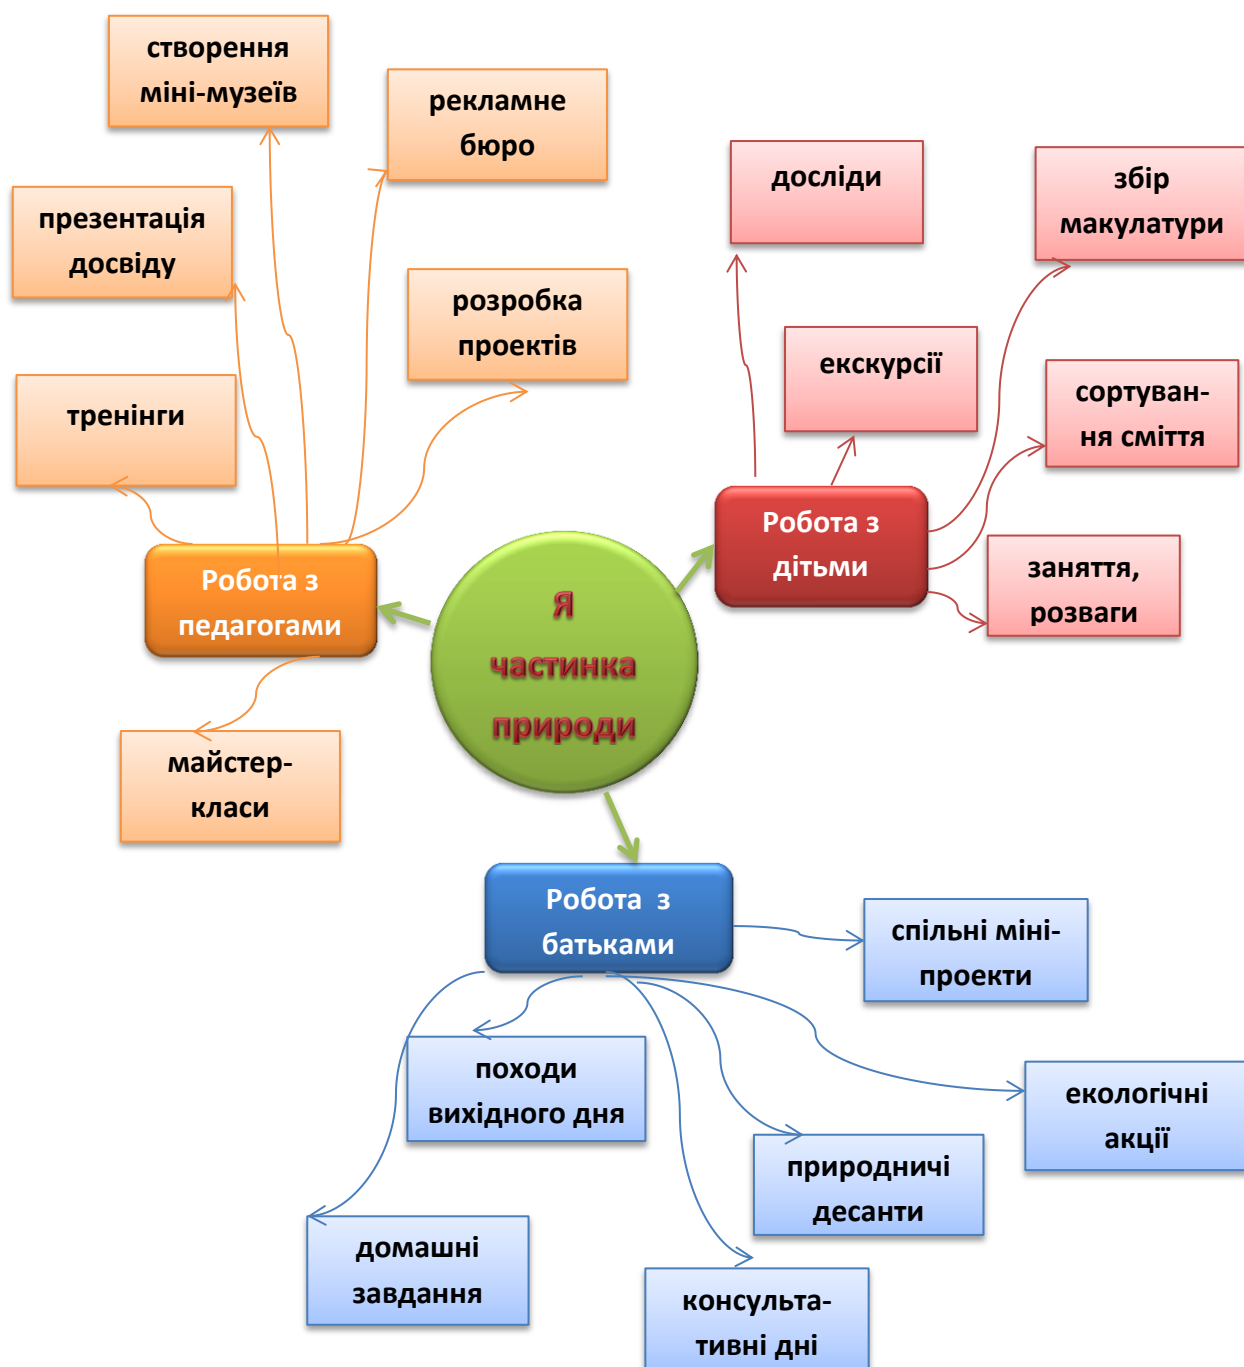 створення
міні-музеїв
рекламне
бюро
презентація
досвіду
розробка
проектів
тренінги
Робота з
педагогами
майстер-
класи
досліди
збір
макулатури
екскурсії
сортуван-
ня сміття
Робота з
дітьми
заняття,
розваги
Я
частинка
природи
Робота  з
батьками
спільні міні-
проекти
походи
вихідного дня
екологічні
акції
природничі
десанти
домашні
завдання
консульта-
тивні дні